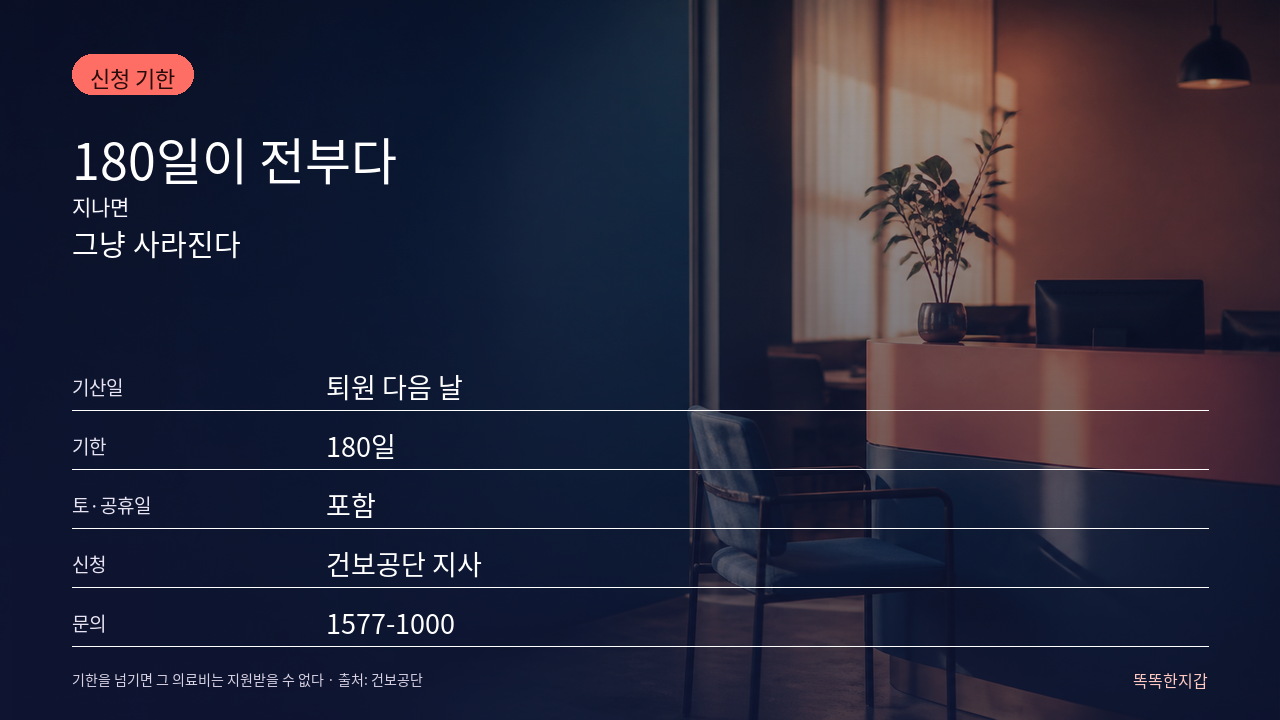 신청 기한
180일이 전부다
지나면
그냥 사라진다
기산일 퇴원 다음 날
기한 180일
토·공휴일 포함
신청 건보공단 지사
문의 1577-1000
기한을 넘기면 그 의료비는 지원받을 수 없다 · 출처: 건보공단
똑똑한지갑